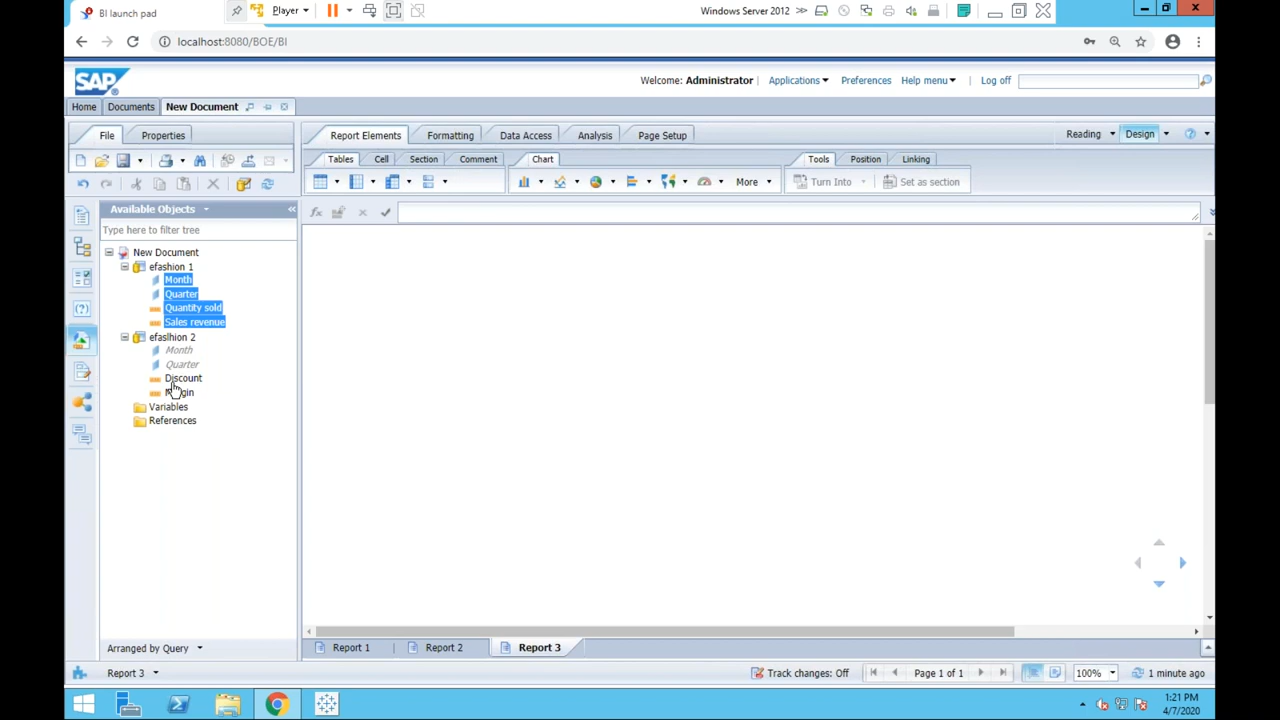 BI launch pad
Player
Windows Server 2012
localhost:8080/BOE/BI
SAP
Welcome: Administrator
Applications
Preferences
Help menu
Log off
Home
Documents
New Document
File
Properties
Report Elements
Formatting
Data Access
Analysis
Page Setup
Reading
Design
Tables
Cell
Section
Comment
Chart
Tools
Position
Linking
More
Turn Into
Set as section
Available Objects
Type here to filter tree
New Document
efashion 1
Month
Quarter
Quantity sold
Sales revenue
efaslhion 2
Month
Quarter
Discount
Variables
References
Arranged by Query
Report 1
Report 2
Report 3
Report 3
Track changes: Off
Page 1 of 1
100%
1 minute ago
1:21 PM
4/7/2020